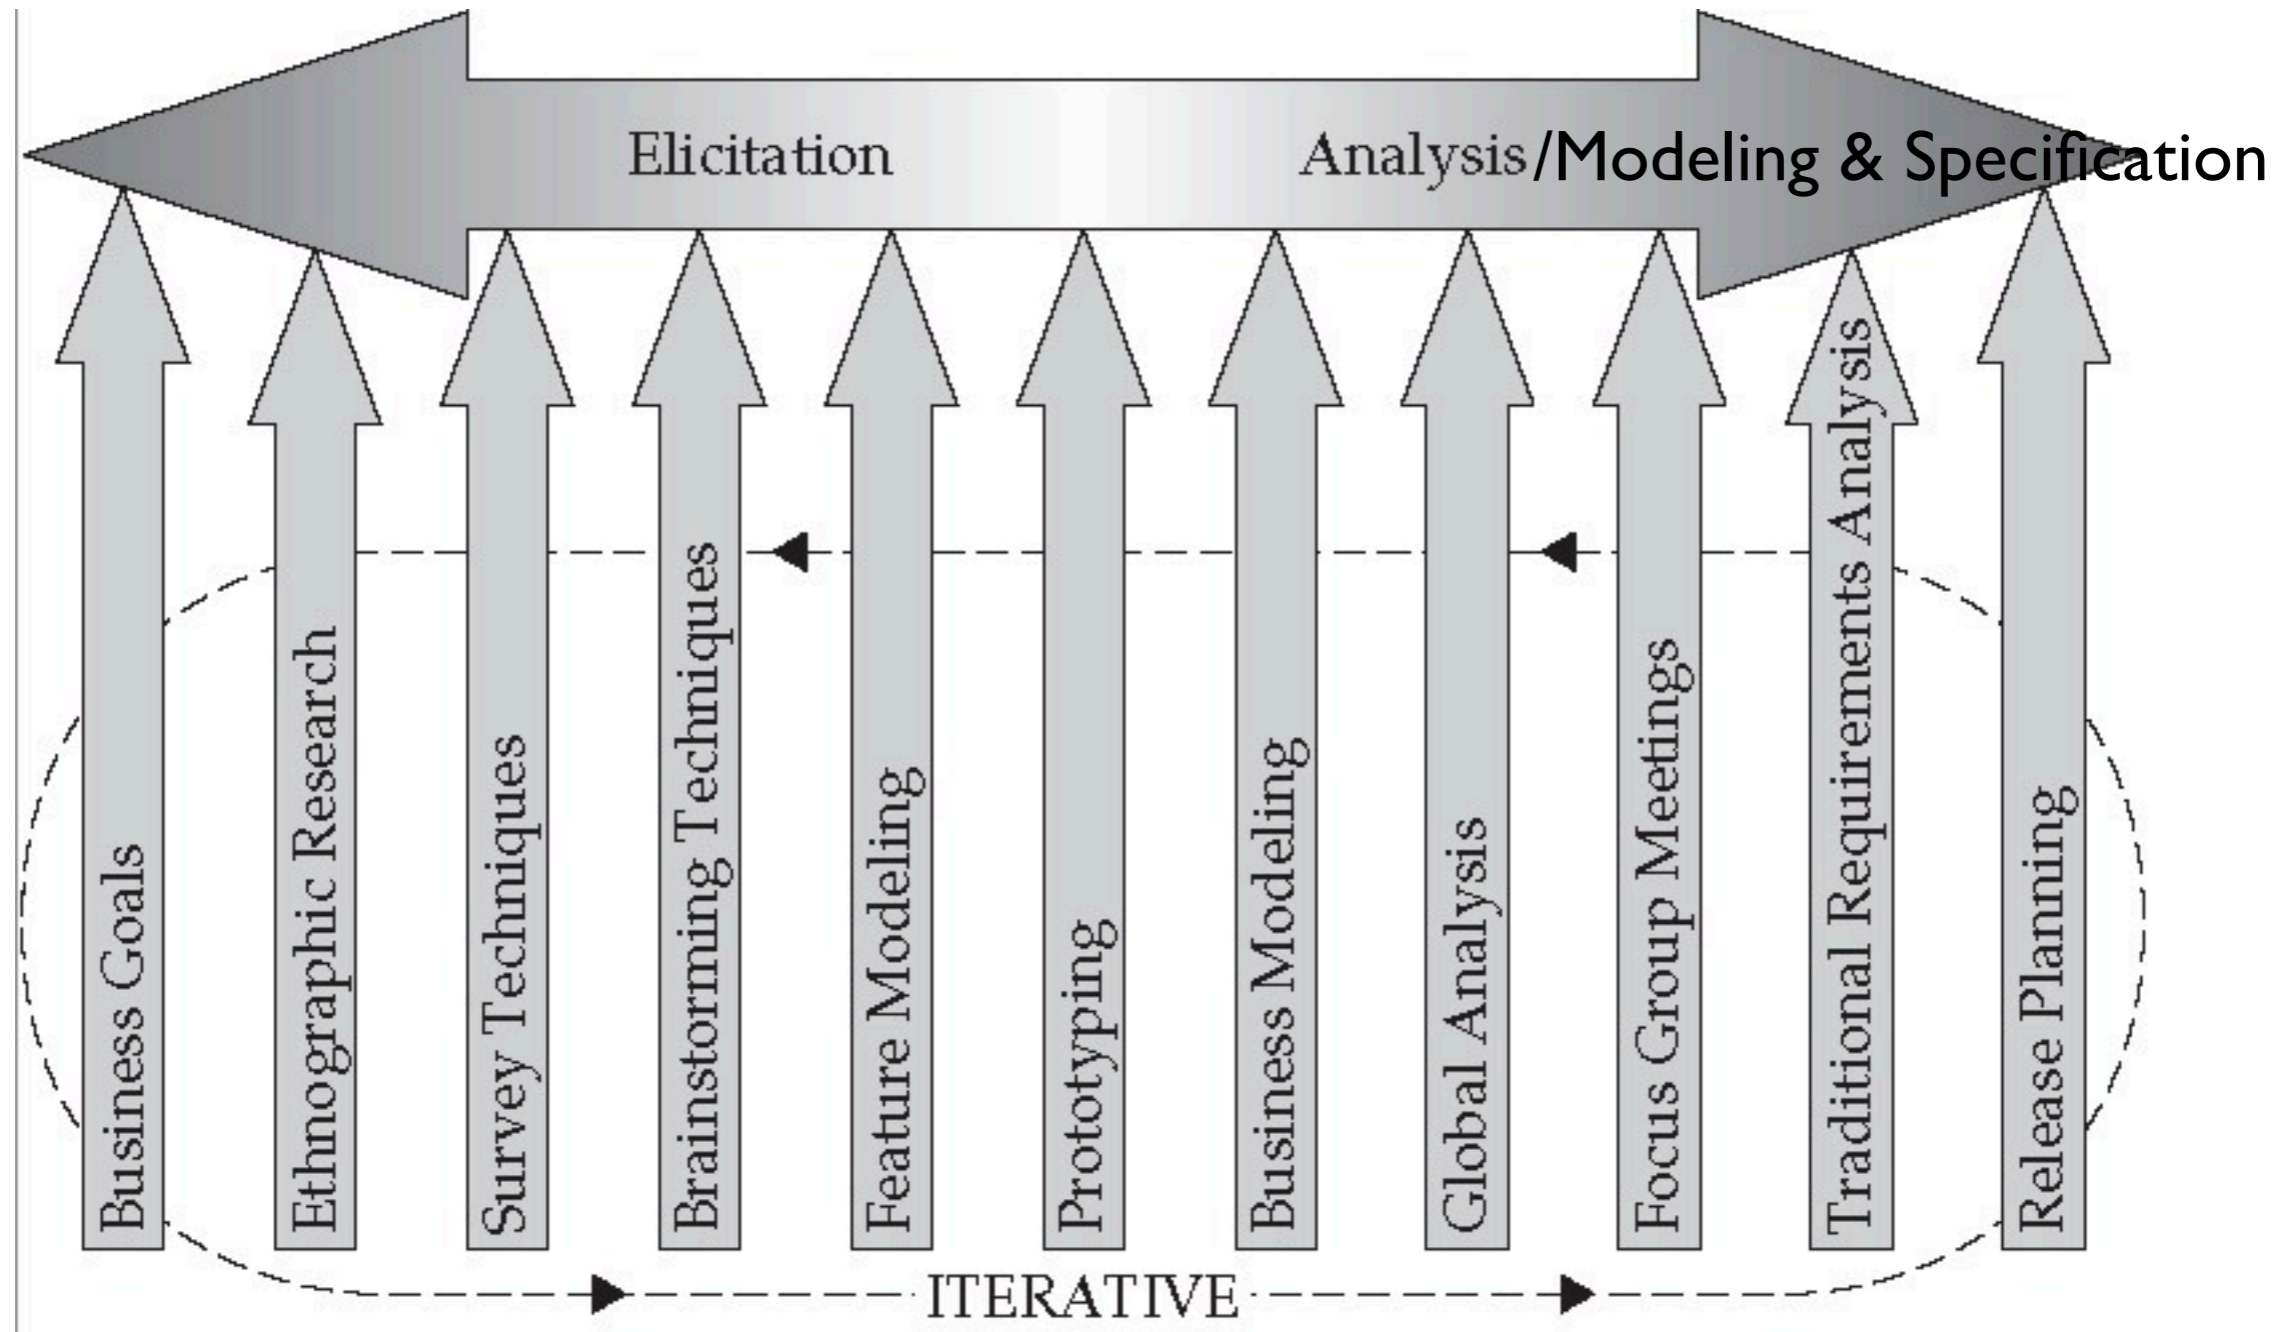 Elicitation
Analysis/Modeling & Specification
Business Goals
Ethnographic Research
Survey Techniques
Brainstorming Techniques
Feature Modeling
Prototyping
Business Modeling
Global Analysis
Focus Group Meetings
Traditional Requirements Analysis
Release Planning
ITERATIVE